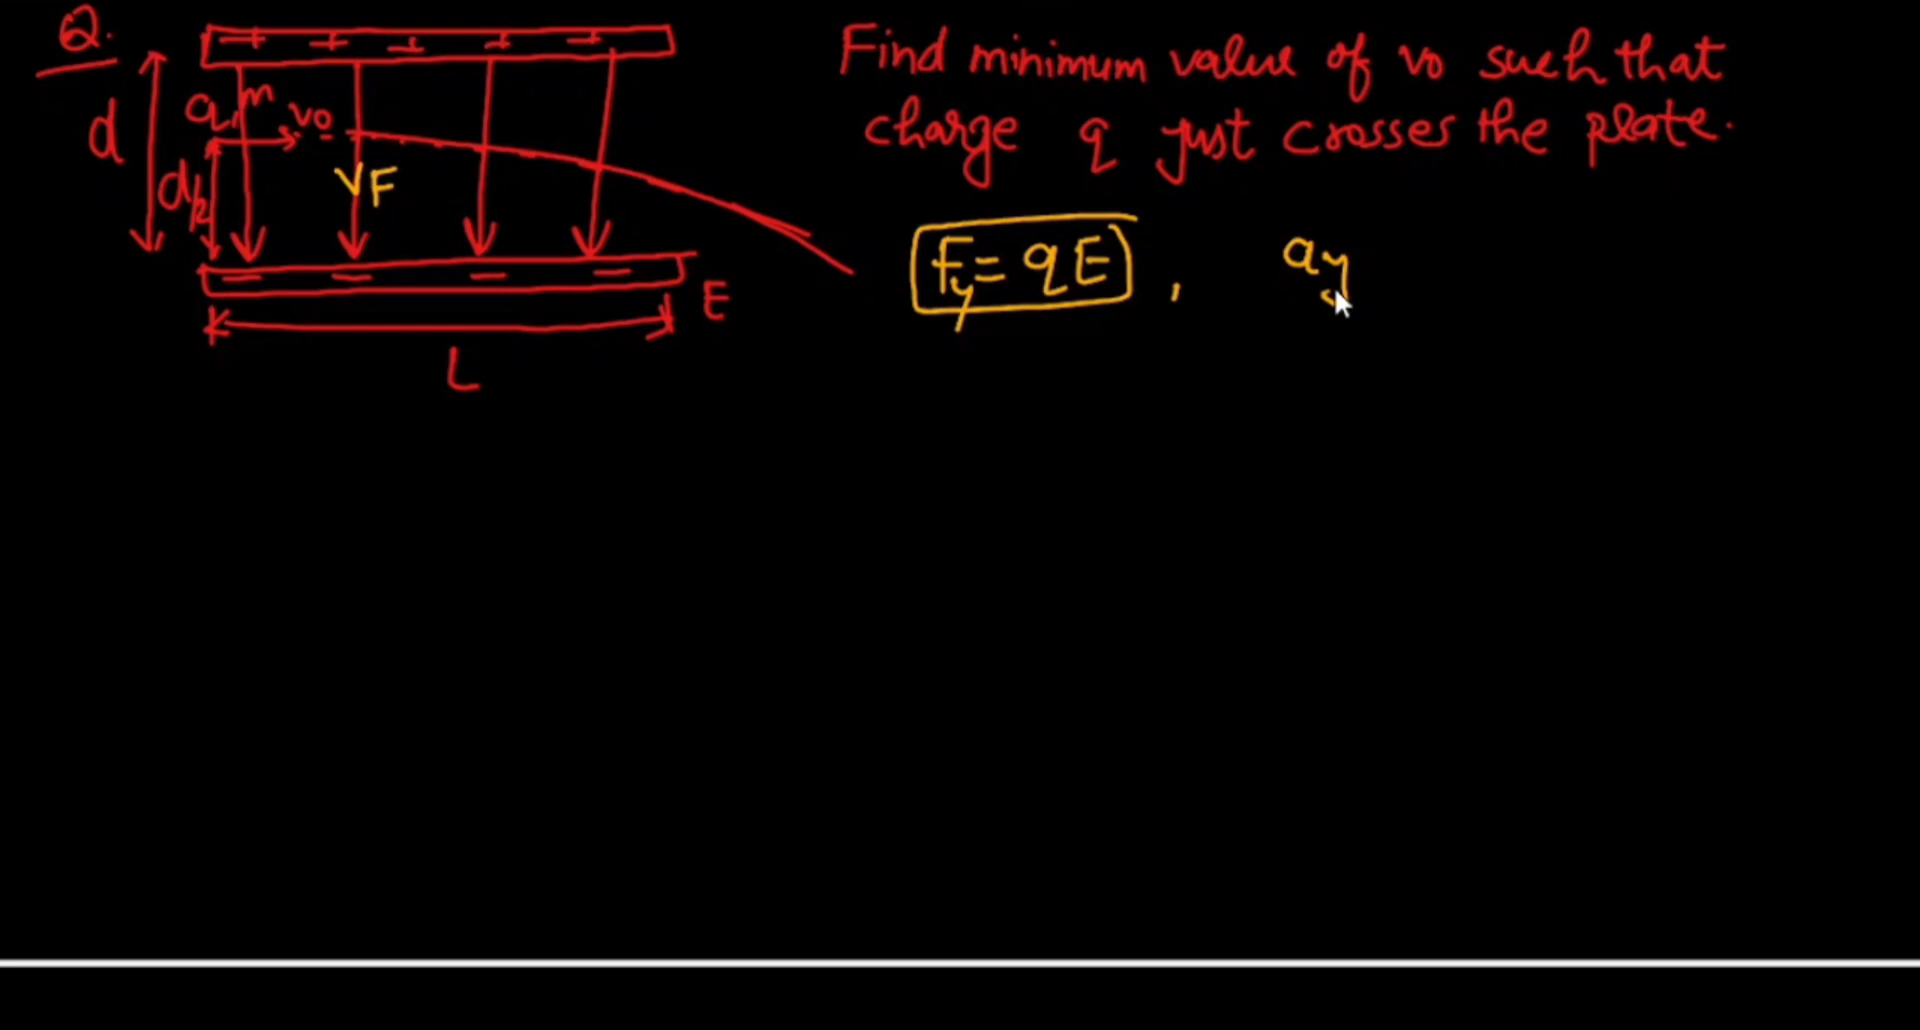 Q.
+ + + + +
d
q, m
v0
d/2
F
- - - -
E
L
Find minimum value of v0 such that
charge q just crosses the plate.
Fy = qE , ay